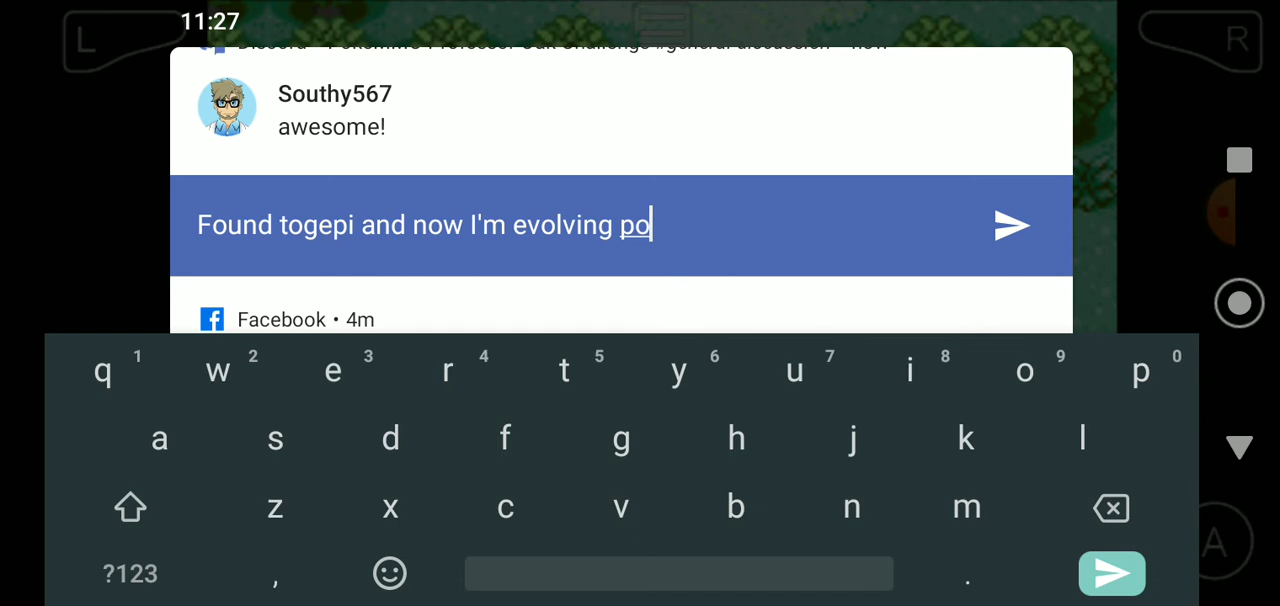 11:27
L
R
Southy567
awesome!
Found togepi and now I'm evolving po
Facebook • 4m
q 1 w 2 e 3 r 4 t 5 y 6 u 7 i 8 o 9 p 0
a s d f g h j k l
z x c v b n m
?123 , .
A